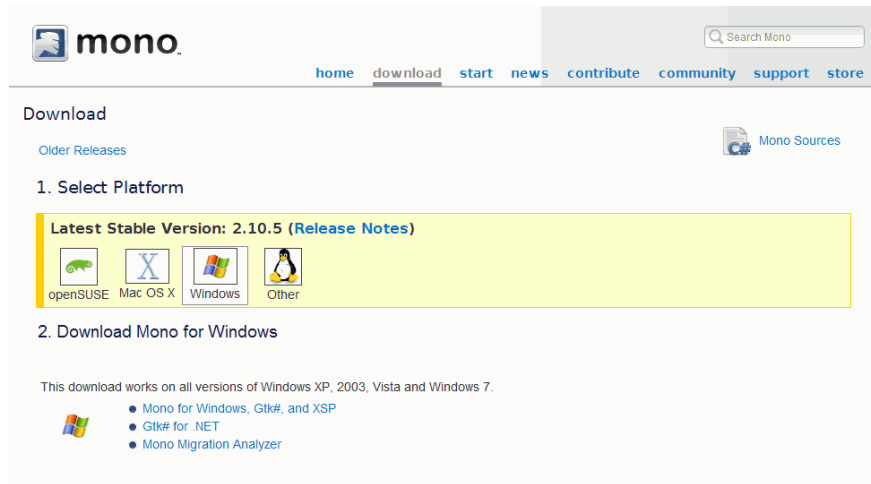 mono
Search Mono
home download start news contribute community support store
Download
Older Releases
C#
Mono Sources
1. Select Platform
Latest Stable Version: 2.10.5 (Release Notes)
X
openSUSE Mac OS X Windows Other
2. Download Mono for Windows
This download works on all versions of Windows XP, 2003, Vista and Windows 7.
Mono for Windows, Gtk#, and XSP
Gtk# for .NET
Mono Migration Analyzer